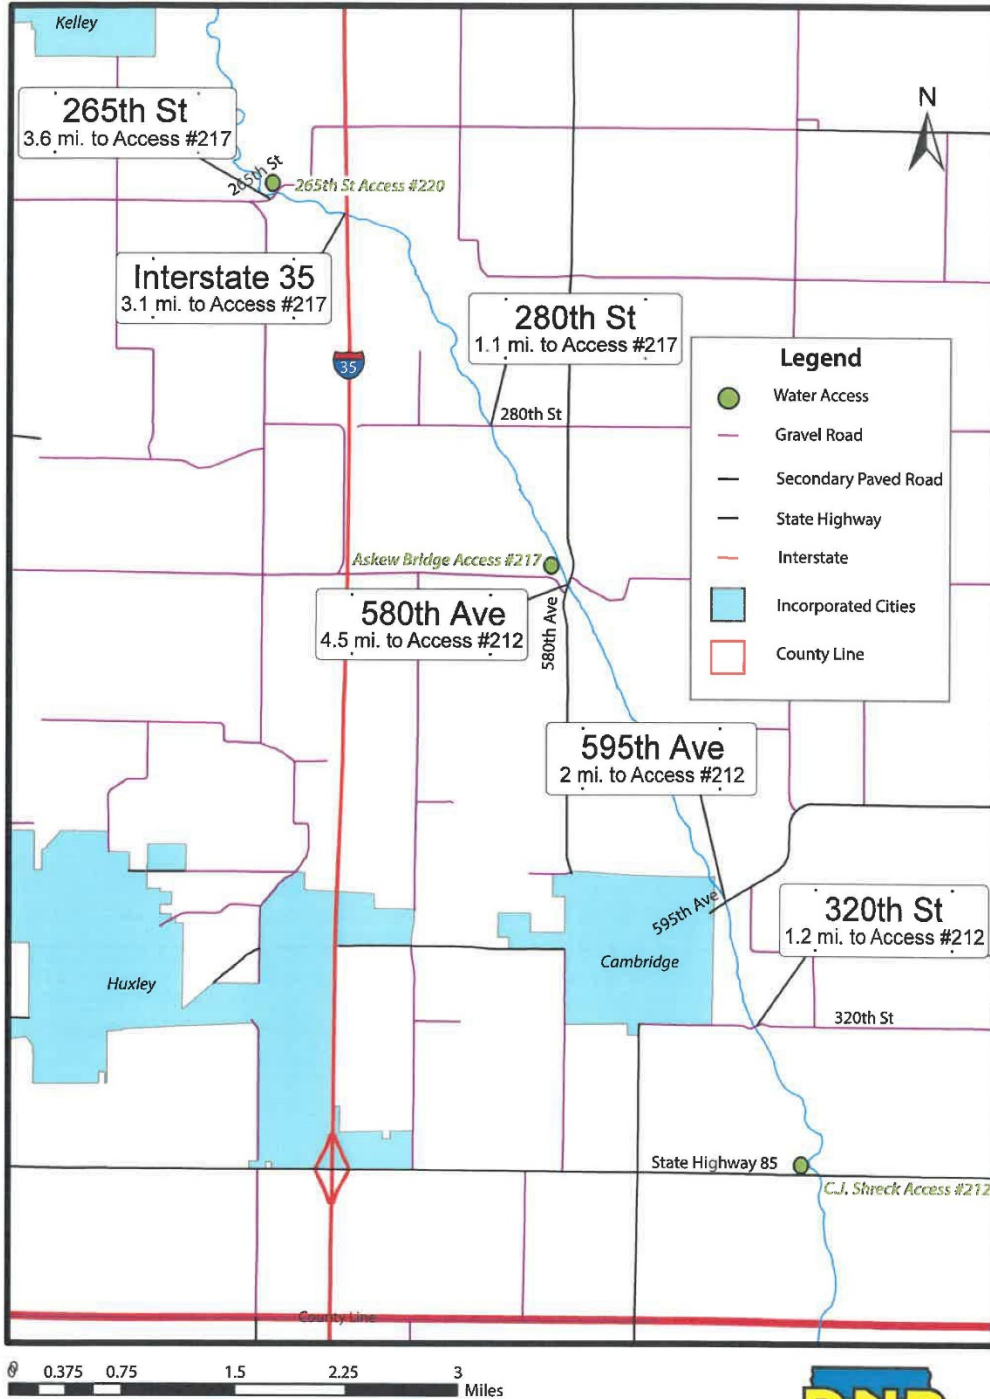 Kelley
N
265th St
3.6 mi. to Access #217
265th St
265th St Access #220
Interstate 35
3.1 mi. to Access #217
280th St
1.1 mi. to Access #217
35
280th St
Legend
Water Access
Gravel Road
Secondary Paved Road
State Highway
Interstate
Incorporated Cities
County Line
Askew Bridge Access #217
580th Ave
4.5 mi. to Access #212
580th Ave
595th Ave
2 mi. to Access #212
595th Ave
320th St
1.2 mi. to Access #212
Cambridge
Huxley
320th St
State Highway 85
C.J. Shreck Access #212
County Line
0 0.375 0.75 1.5 2.25 3
Miles
DNR